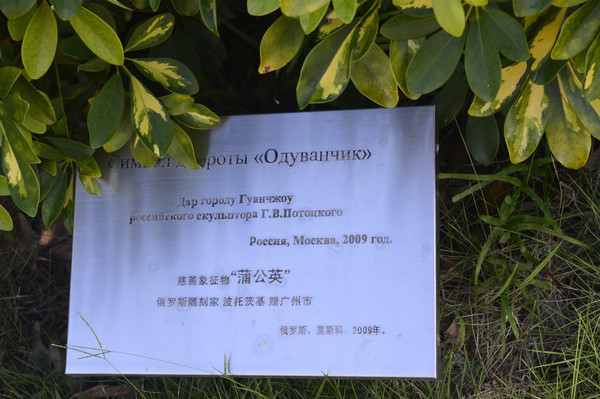 Символ доброты «Одуванчик»
Дар городу Гуанчжоу
российского скульптора Г.В.Потоцкого
Россия, Москва, 2009 год.
慈善象征物“蒲公英”
俄罗斯雕刻家 波托茨基 赠广州市
俄罗斯，莫斯科，2009年。